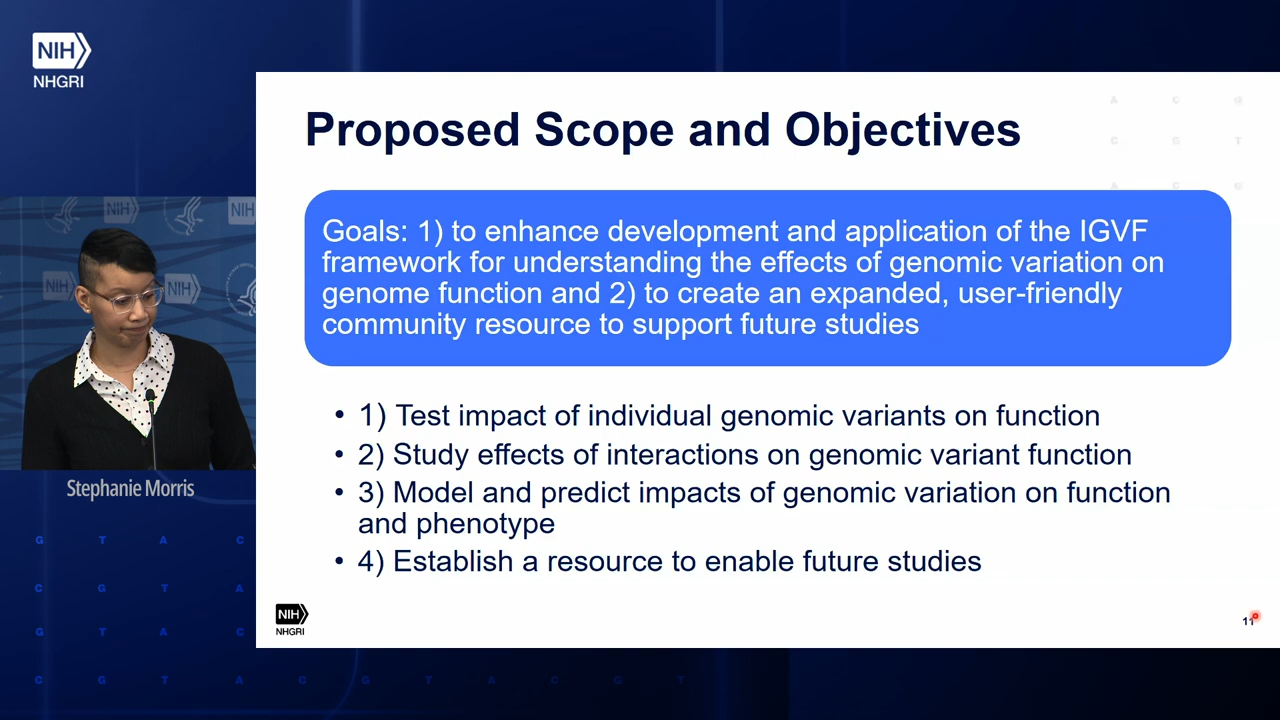 NIH
NHGRI
Proposed Scope and Objectives
A C G
C G T
A C G
Goals: 1) to enhance development and application of the IGVF
framework for understanding the effects of genomic variation on
genome function and 2) to create an expanded, user-friendly
community resource to support future studies
• 1) Test impact of individual genomic variants on function
• 2) Study effects of interactions on genomic variant function
• 3) Model and predict impacts of genomic variation on function
and phenotype
• 4) Establish a resource to enable future studies
NIH
NHGRI
11
NIH
NIH
NIH
NIH
Stephanie Morris
G T A C
C G T A
G T A C
C G T A C G T A C G T